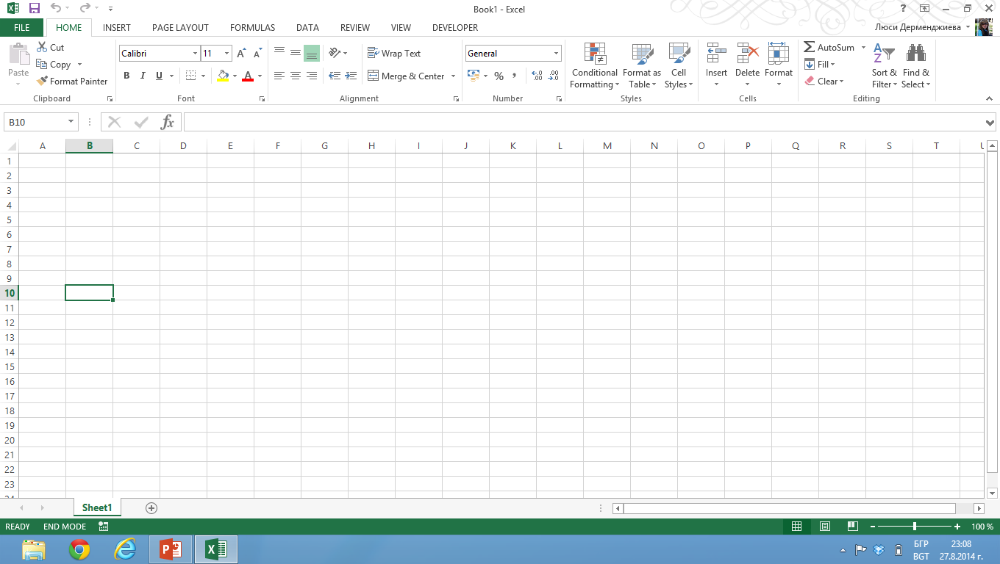 Book1 - Excel
FILE HOME INSERT PAGE LAYOUT FORMULAS DATA REVIEW VIEW DEVELOPER Люси Дерменджиева
Paste
Cut
Copy
Format Painter
Clipboard
Calibri 11
B I U
Font
Wrap Text
Merge & Center
Alignment
General
% ,
Number
Conditional Formatting
Format as Table
Cell Styles
Styles
Insert
Delete
Format
Cells
AutoSum
Fill
Clear
Sort & Filter
Find & Select
Editing
B10 fx
A B C D E F G H I J K L M N O P Q R S T U
1
2
3
4
5
6
7
8
9
10
11
12
13
14
15
16
17
18
19
20
21
22
23
24
Sheet1
READY END MODE 100 %
БГР 23:08
BGT 27.8.2014 г.